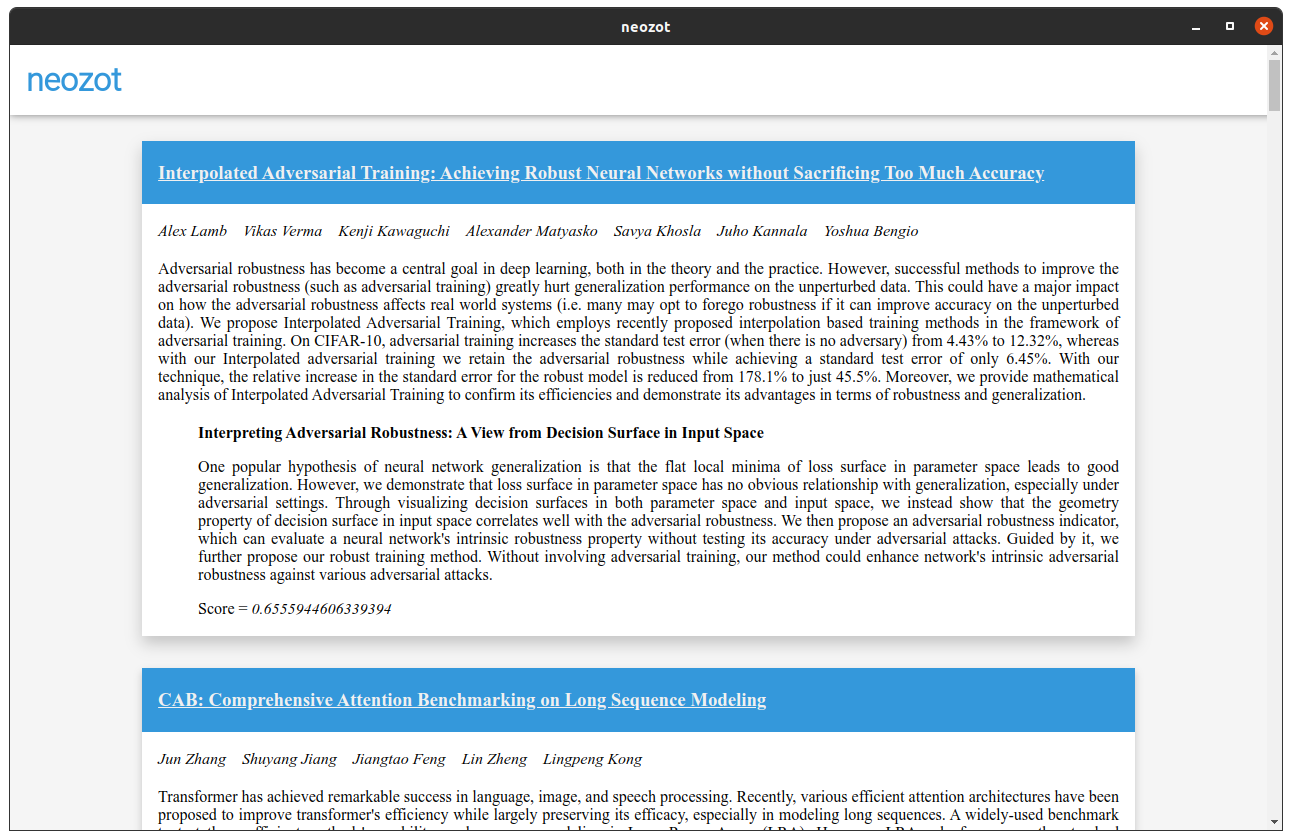 neozot
neozot
Interpolated Adversarial Training: Achieving Robust Neural Networks without Sacrificing Too Much Accuracy
Alex Lamb Vikas Verma Kenji Kawaguchi Alexander Matyasko Savya Khosla Juho Kannala Yoshua Bengio
Adversarial robustness has become a central goal in deep learning, both in the theory and the practice. However, successful methods to improve the
adversarial robustness (such as adversarial training) greatly hurt generalization performance on the unperturbed data. This could have a major impact
on how the adversarial robustness affects real world systems (i.e. many may opt to forego robustness if it can improve accuracy on the unperturbed
data). We propose Interpolated Adversarial Training, which employs recently proposed interpolation based training methods in the framework of
adversarial training. On CIFAR-10, adversarial training increases the standard test error (when there is no adversary) from 4.43% to 12.32%, whereas
with our Interpolated adversarial training we retain the adversarial robustness while achieving a standard test error of only 6.45%. With our
technique, the relative increase in the standard error for the robust model is reduced from 178.1% to just 45.5%. Moreover, we provide mathematical
analysis of Interpolated Adversarial Training to confirm its efficiencies and demonstrate its advantages in terms of robustness and generalization.
Interpreting Adversarial Robustness: A View from Decision Surface in Input Space
One popular hypothesis of neural network generalization is that the flat local minima of loss surface in parameter space leads to good
generalization. However, we demonstrate that loss surface in parameter space has no obvious relationship with generalization, especially under
adversarial settings. Through visualizing decision surfaces in both parameter space and input space, we instead show that the geometry
property of decision surface in input space correlates well with the adversarial robustness. We then propose an adversarial robustness indicator,
which can evaluate a neural network's intrinsic robustness property without testing its accuracy under adversarial attacks. Guided by it, we
further propose our robust training method. Without involving adversarial training, our method could enhance network's intrinsic adversarial
robustness against various adversarial attacks.
Score = 0.6555944606339394
CAB: Comprehensive Attention Benchmarking on Long Sequence Modeling
Jun Zhang Shuyang Jiang Jiangtao Feng Lin Zheng Lingpeng Kong
Transformer has achieved remarkable success in language, image, and speech processing. Recently, various efficient attention architectures have been
proposed to improve transformer's efficiency while largely preserving its efficacy, especially in modeling long sequences. A widely-used benchmark